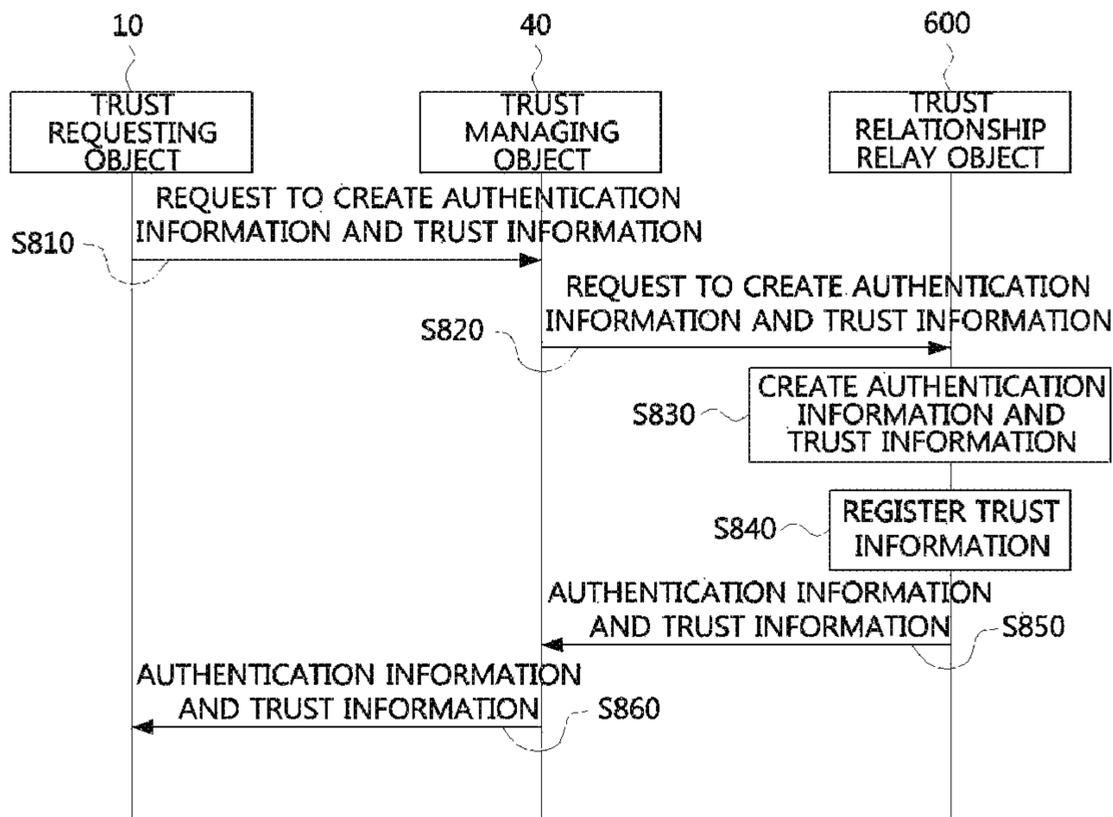 10
40
600
TRUST
REQUESTING
OBJECT
TRUST
MANAGING
OBJECT
TRUST
RELATIONSHIP
RELAY OBJECT
REQUEST TO CREATE AUTHENTICATION
INFORMATION AND TRUST INFORMATION
S810
REQUEST TO CREATE AUTHENTICATION
INFORMATION AND TRUST INFORMATION
S820
CREATE AUTHENTICATION
INFORMATION AND
TRUST INFORMATION
S830
REGISTER TRUST
INFORMATION
S840
AUTHENTICATION INFORMATION
AND TRUST INFORMATION
S850
AUTHENTICATION INFORMATION
AND TRUST INFORMATION
S860